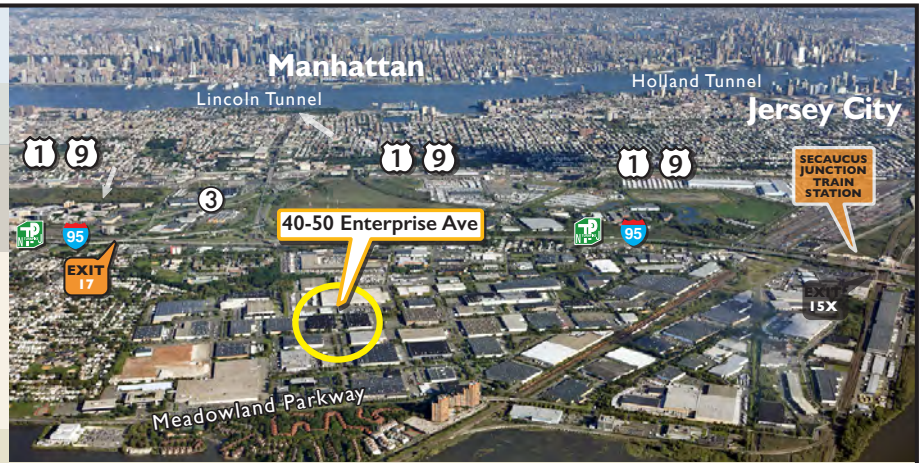 Manhattan
Lincoln Tunnel
Holland Tunnel
Jersey City
1 9
1 9
1 9
3
SECAUCUS
JUNCTION
TRAIN
STATION
40-50 Enterprise Ave
95
95
EXIT
17
EXIT
15X
Meadowland Parkway